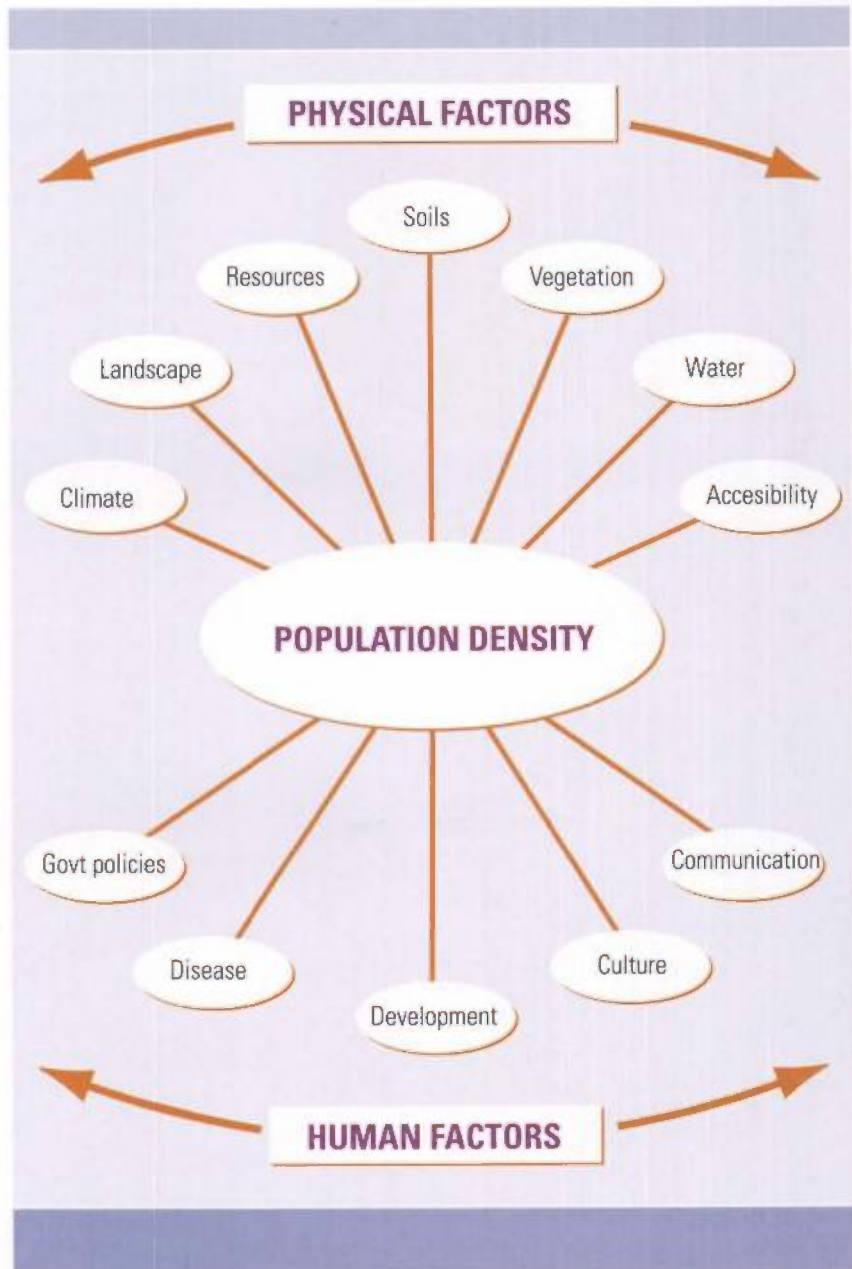 PHYSICAL FACTORS
Soils
Resources
Vegetation
Landscape
Water
Climate
Accesibility
POPULATION DENSITY
Govt policies
Communication
Disease
Culture
Development
HUMAN FACTORS